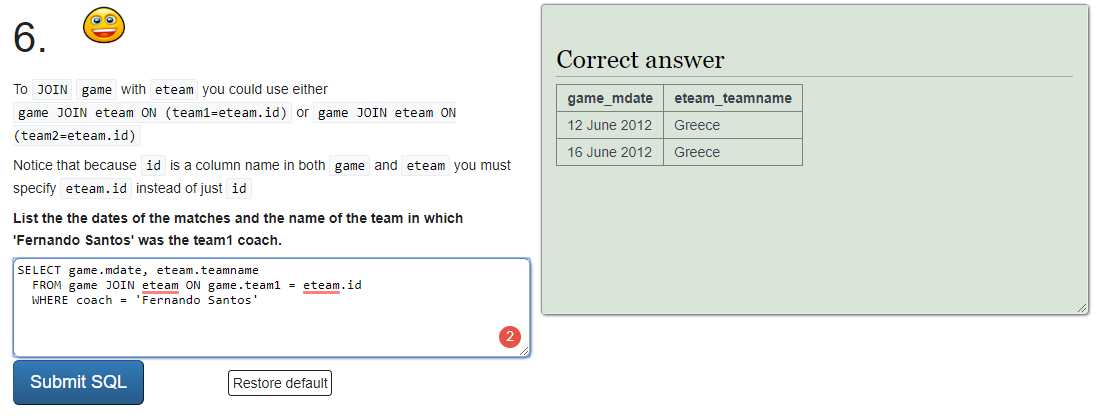 6.
To JOIN game with eteam you could use either
game JOIN eteam ON (team1=eteam.id) or game JOIN eteam ON
(team2=eteam.id)
Notice that because id is a column name in both game and eteam you must
specify eteam.id instead of just id
List the the dates of the matches and the name of the team in which
'Fernando Santos' was the team1 coach.
SELECT game.mdate, eteam.teamname
FROM game JOIN eteam ON game.team1 = eteam.id
WHERE coach = 'Fernando Santos'
2
Submit SQL
Restore default
Correct answer
game_mdate eteam_teamname
12 June 2012 Greece
16 June 2012 Greece